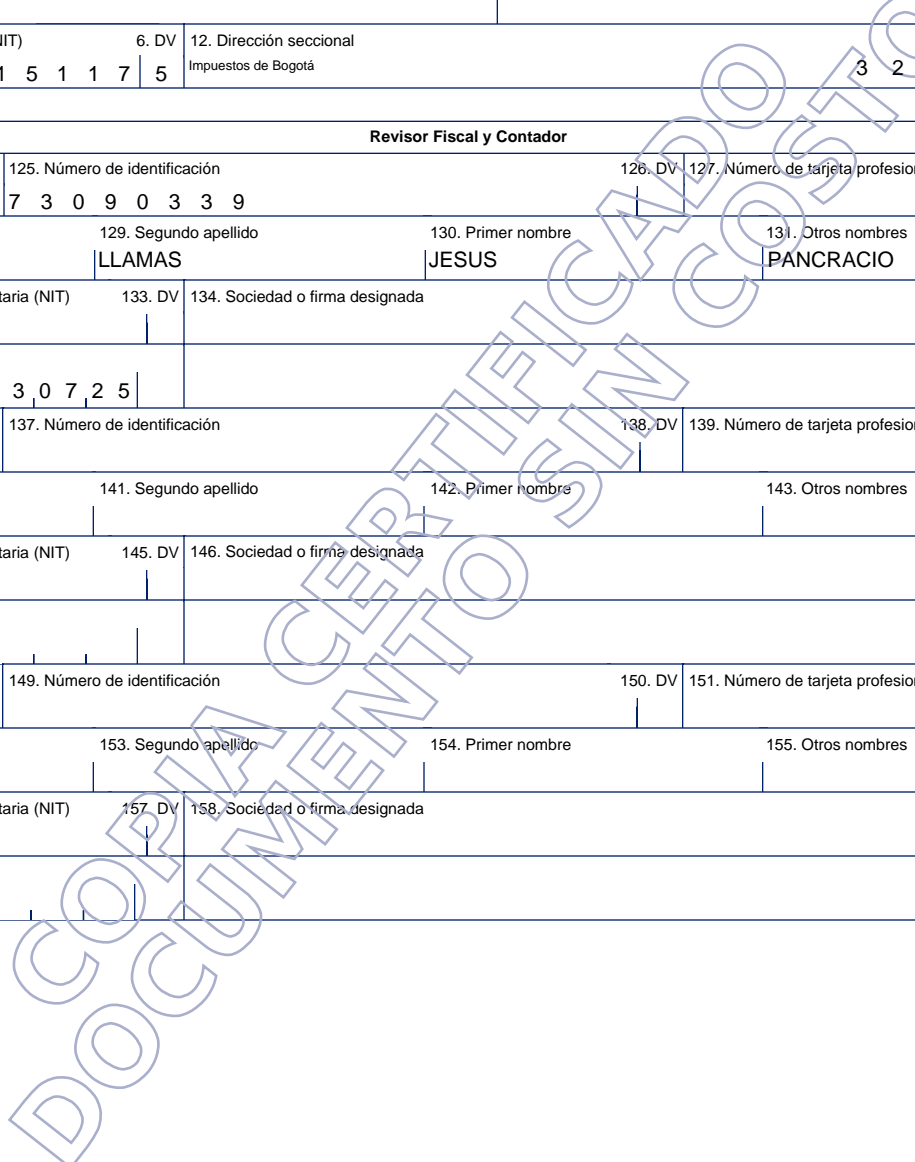 NIT) 6. DV 12. Dirección seccional
1 5 1 1 7 5 Impuestos de Bogotá 3 2
Revisor Fiscal y Contador
125. Número de identificación 126. DV 127. Número de tarjeta profesion
7 3 0 9 0 3 3 9
129. Segundo apellido 130. Primer nombre 131. Otros nombres
LLAMAS JESUS PANCRACIO
taria (NIT) 133. DV 134. Sociedad o firma designada
3 0 7 2 5
137. Número de identificación 138. DV 139. Número de tarjeta profesion
141. Segundo apellido 142. Primer nombre 143. Otros nombres
taria (NIT) 145. DV 146. Sociedad o firma designada
149. Número de identificación 150. DV 151. Número de tarjeta profesion
153. Segundo apellido 154. Primer nombre 155. Otros nombres
taria (NIT) 157. DV 158. Sociedad o firma designada
COPIA CERTIFICADO
DOCUMENTO SIN COSTO